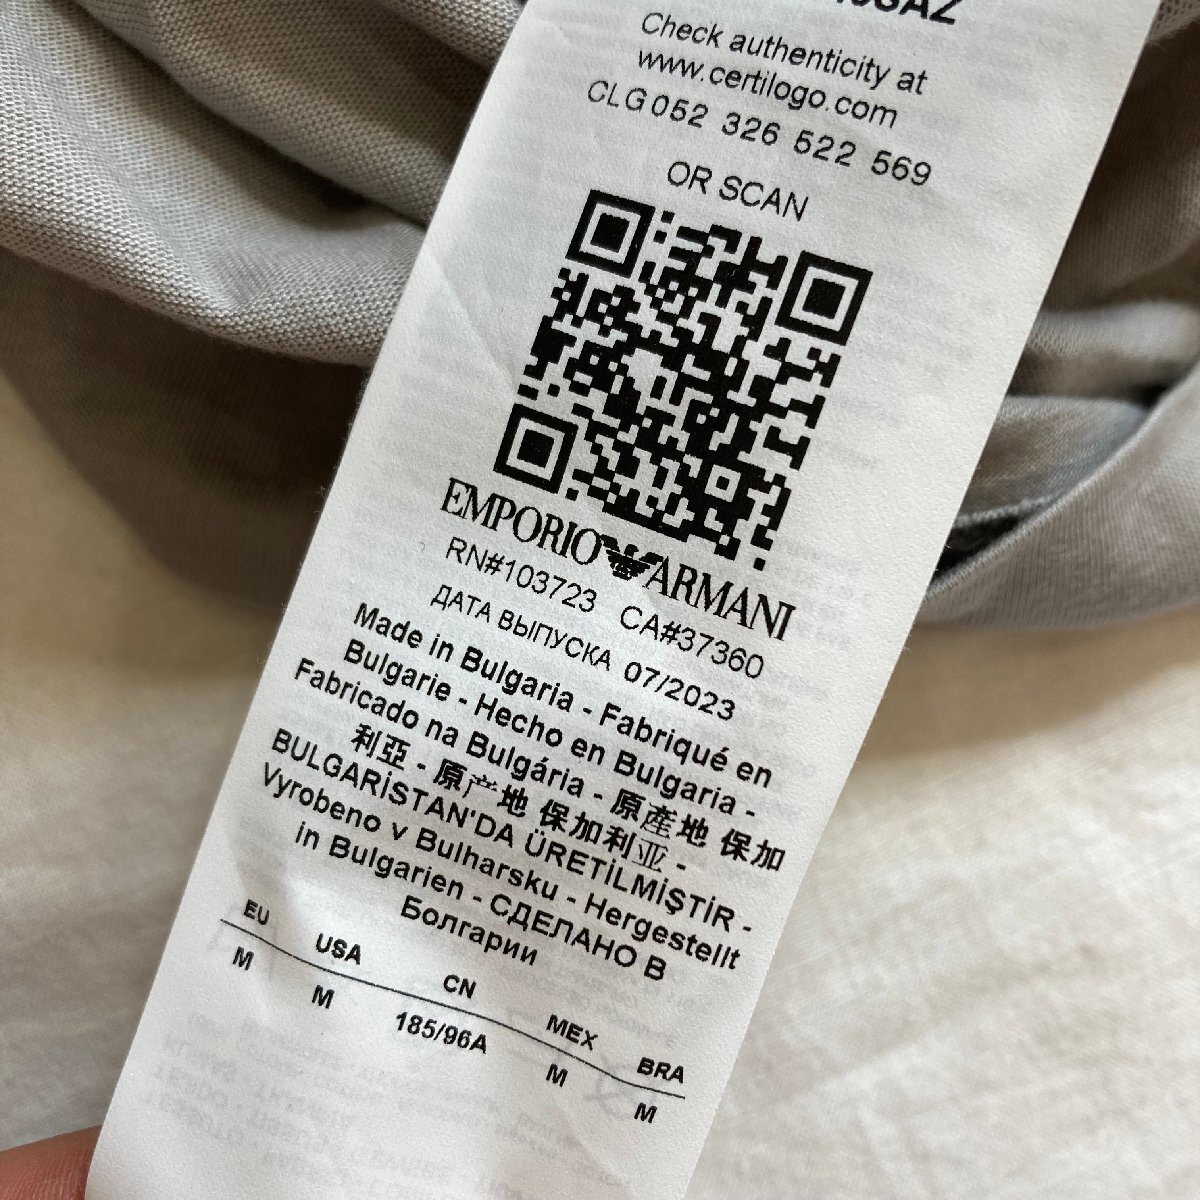 Check authenticity at
www.certilogo.com
CLG 052 326 522 569
OR SCAN
EMPORIO ARMANI
RN#103723 CA#37360
ДАТА ВЫПУСКА 07/2023
Made in Bulgaria - Fabriqué en
Bulgarie - Hecho en Bulgaria -
Fabricado na Bulgária - 原產地 保加
利亞 - 原产地 保加利亚 -
BULGARİSTAN'DA ÜRETİLMİŞTİR -
Vyrobeno v Bulharsku - Hergestellt
in Bulgarien - СДЕЛАНО В
Болгарии
EU USA CN MEX BRA
M M 185/96A M M